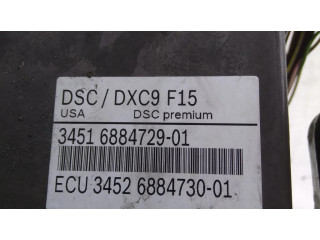 DSC / DXC9 F15
USA DSC premium
3451 6884729-01
ECU 3452 6884730-01